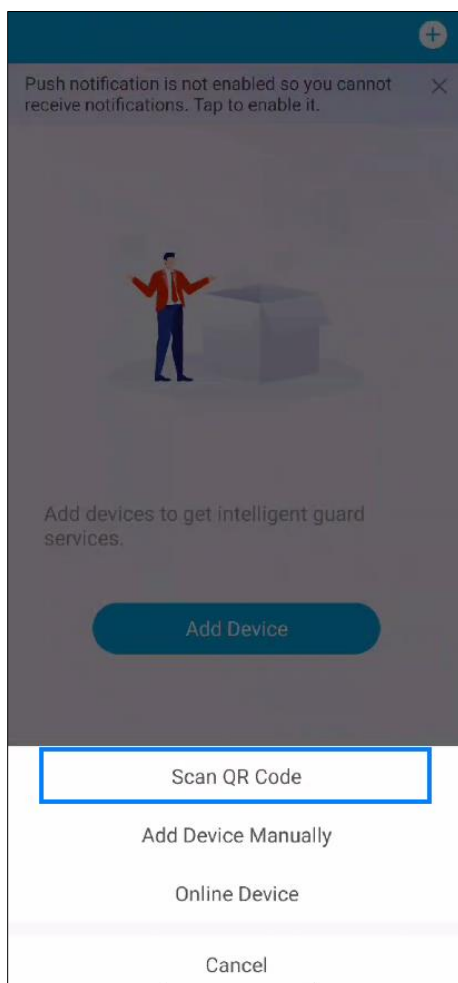 Push notification is not enabled so you cannot
receive notifications. Tap to enable it.
Add devices to get intelligent guard
services.
Add Device
Scan QR Code
Add Device Manually
Online Device
Cancel